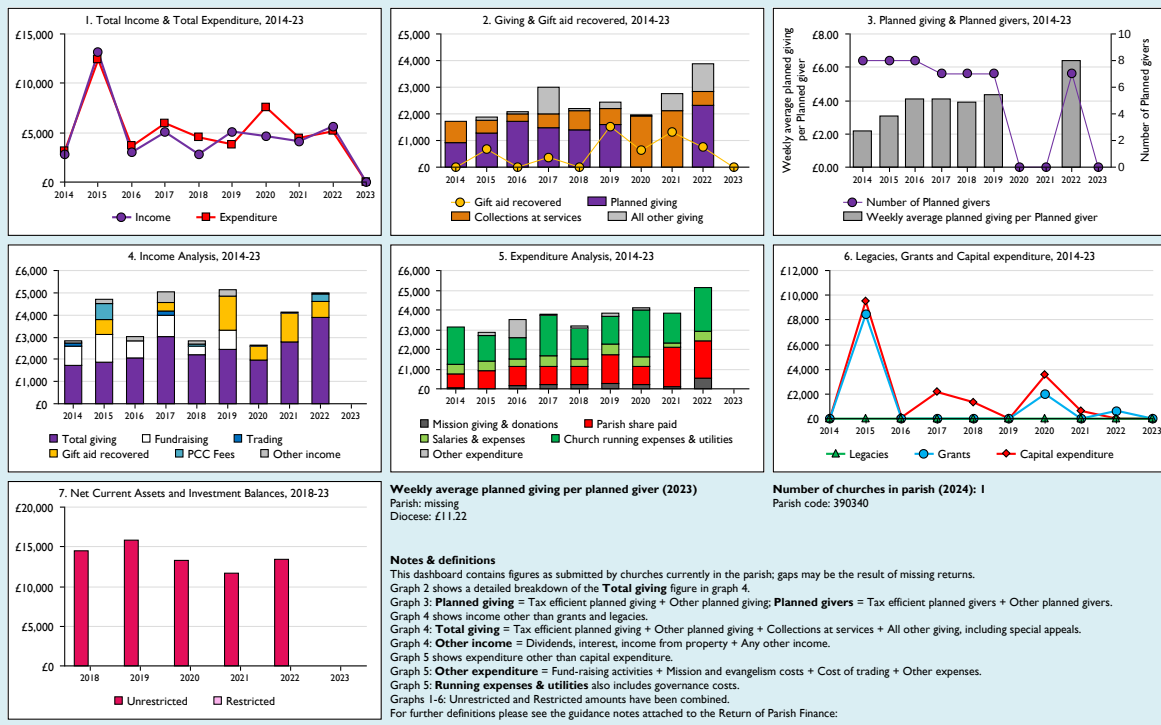 1. Total Income & Total Expenditure, 2014-23
£15,000
£10,000
£5,000
£0
2014 2015 2016 2017 2018 2019 2020 2021 2022 2023
Income Expenditure
2. Giving & Gift aid recovered, 2014-23
£5,000
£4,000
£3,000
£2,000
£1,000
£0
2014 2015 2016 2017 2018 2019 2020 2021 2022 2023
Gift aid recovered Planned giving
Collections at services All other giving
3. Planned giving & Planned givers, 2014-23
Weekly average planned giving
per Planned giver
£8.00 10
8
£6.00
6
£4.00
4
£2.00
2
£0.00 0
Number of Planned givers
2014 2015 2016 2017 2018 2019 2020 2021 2022 2023
Number of Planned givers
Weekly average planned giving per Planned giver
4. Income Analysis, 2014-23
£6,000
£5,000
£4,000
£3,000
£2,000
£1,000
£0
2014 2015 2016 2017 2018 2019 2020 2021 2022 2023
Total giving Fundraising Trading
Gift aid recovered PCC Fees Other income
5. Expenditure Analysis, 2014-23
£6,000
£5,000
£4,000
£3,000
£2,000
£1,000
£0
2014 2015 2016 2017 2018 2019 2020 2021 2022 2023
Mission giving & donations Parish share paid
Salaries & expenses Church running expenses & utilities
Other expenditure
6. Legacies, Grants and Capital expenditure, 2014-23
£12,000
£10,000
£8,000
£6,000
£4,000
£2,000
£0
2014 2015 2016 2017 2018 2019 2020 2021 2022 2023
Legacies Grants Capital expenditure
7. Net Current Assets and Investment Balances, 2018-23
£20,000
£15,000
£10,000
£5,000
£0
2018 2019 2020 2021 2022 2023
Unrestricted Restricted
Weekly average planned giving per planned giver (2023)
Parish: missing
Diocese: £11.22
Number of churches in parish (2024): 1
Parish code: 390340
Notes & definitions
This dashboard contains figures as submitted by churches currently in the parish; gaps may be the result of missing returns.
Graph 2 shows a detailed breakdown of the Total giving figure in graph 4.
Graph 3: Planned giving = Tax efficient planned giving + Other planned giving; Planned givers = Tax efficient planned givers + Other planned givers.
Graph 4 shows income other than grants and legacies.
Graph 4: Total giving = Tax efficient planned giving + Other planned giving + Collections at services + All other giving, including special appeals.
Graph 4: Other income = Dividends, interest, income from property + Any other income.
Graph 5 shows expenditure other than capital expenditure.
Graph 5: Other expenditure = Fund-raising activities + Mission and evangelism costs + Cost of trading + Other expenses.
Graph 5: Running expenses & utilities also includes governance costs.
Graphs 1-6: Unrestricted and Restricted amounts have been combined.
For further definitions please see the guidance notes attached to the Return of Parish Finance: